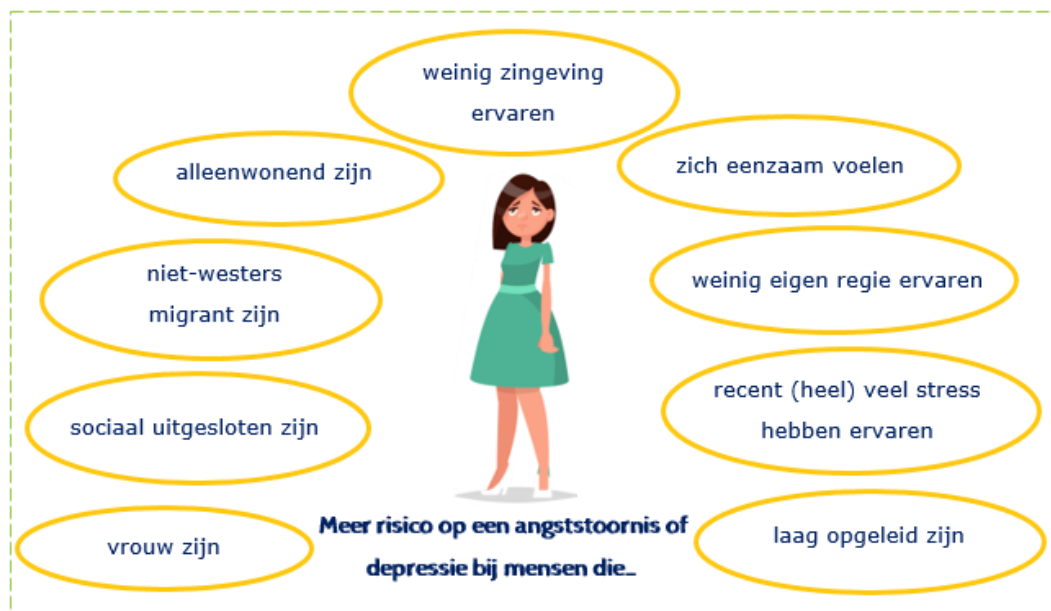 weinig zingeving
ervaren
alleenwonend zijn
zich eenzaam voelen
niet-westers
migrant zijn
weinig eigen regie ervaren
sociaal uitgesloten zijn
recent (heel) veel stress
hebben ervaren
vrouw zijn
Meer risico op een angststoornis of
depressie bij mensen die...
laag opgeleid zijn